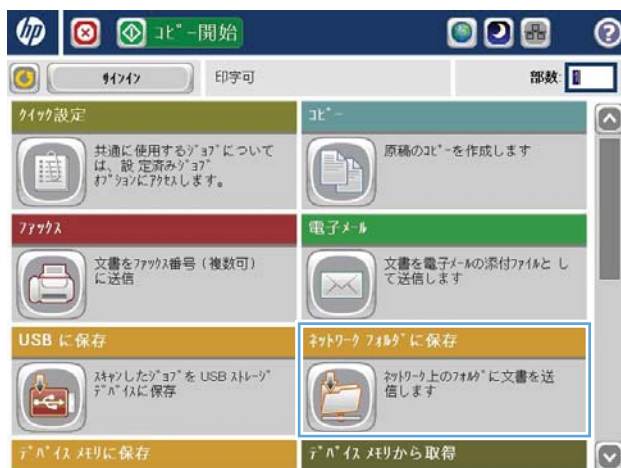 hp
ｺﾋﾟｰ開始
?
ｻｲﾝｲﾝ
印字可
部数:
1
ｸｲｯｸ設定
共通に使用するｼﾞｮﾌﾞについて
は、設 定済みｼﾞｮﾌﾞ
ｵﾌﾟｼｮﾝにｱｸｾｽしま す。
ｺﾋﾟｰ
原稿のｺﾋﾟｰを作成します
ﾌｧｯｸｽ
文書をﾌｧｯｸｽ番号 (複数可)
に送信
電子ﾒｰﾙ
文書を電子ﾒｰﾙの添付ﾌｧｲﾙと し
て送信しま す
USB に保存
ｽｷｬﾝしたｼﾞｮﾌﾞを USB ｽﾄﾚｰｼﾞ
ﾃﾞﾊﾞｲｽに保存
ﾈｯﾄﾜｰｸ ﾌｫﾙﾀﾞに保存
ﾈｯﾄﾜｰｸ上のﾌｫﾙﾀﾞに文書を送
信しま す
ﾃﾞﾊﾞｲｽ ﾒﾓﾘに保存
ﾃﾞﾊﾞｲｽ ﾒﾓﾘから取得